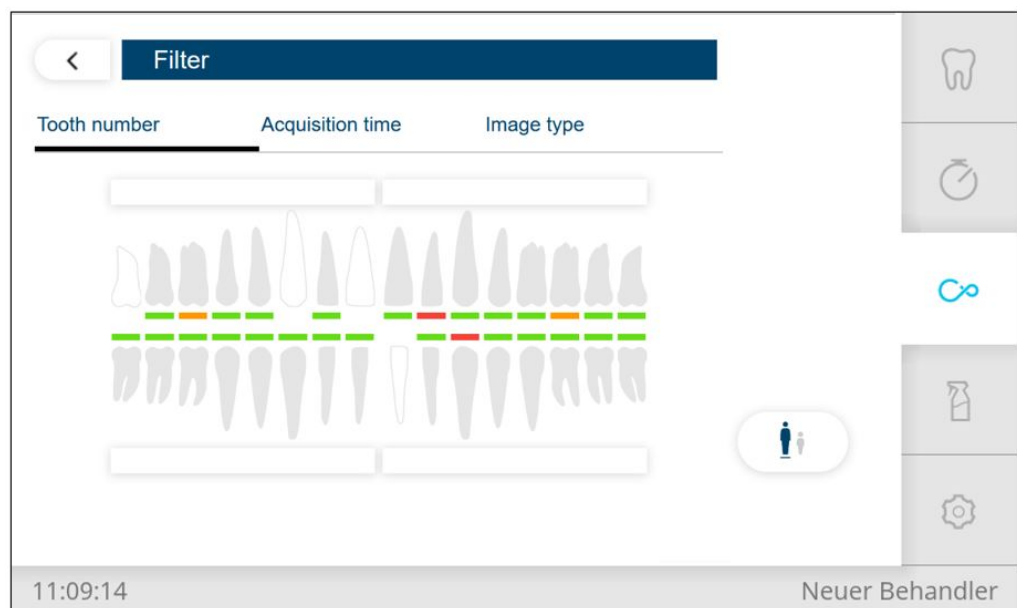 Filter
Tooth number Acquisition time Image type
11:09:14 Neuer Behandler